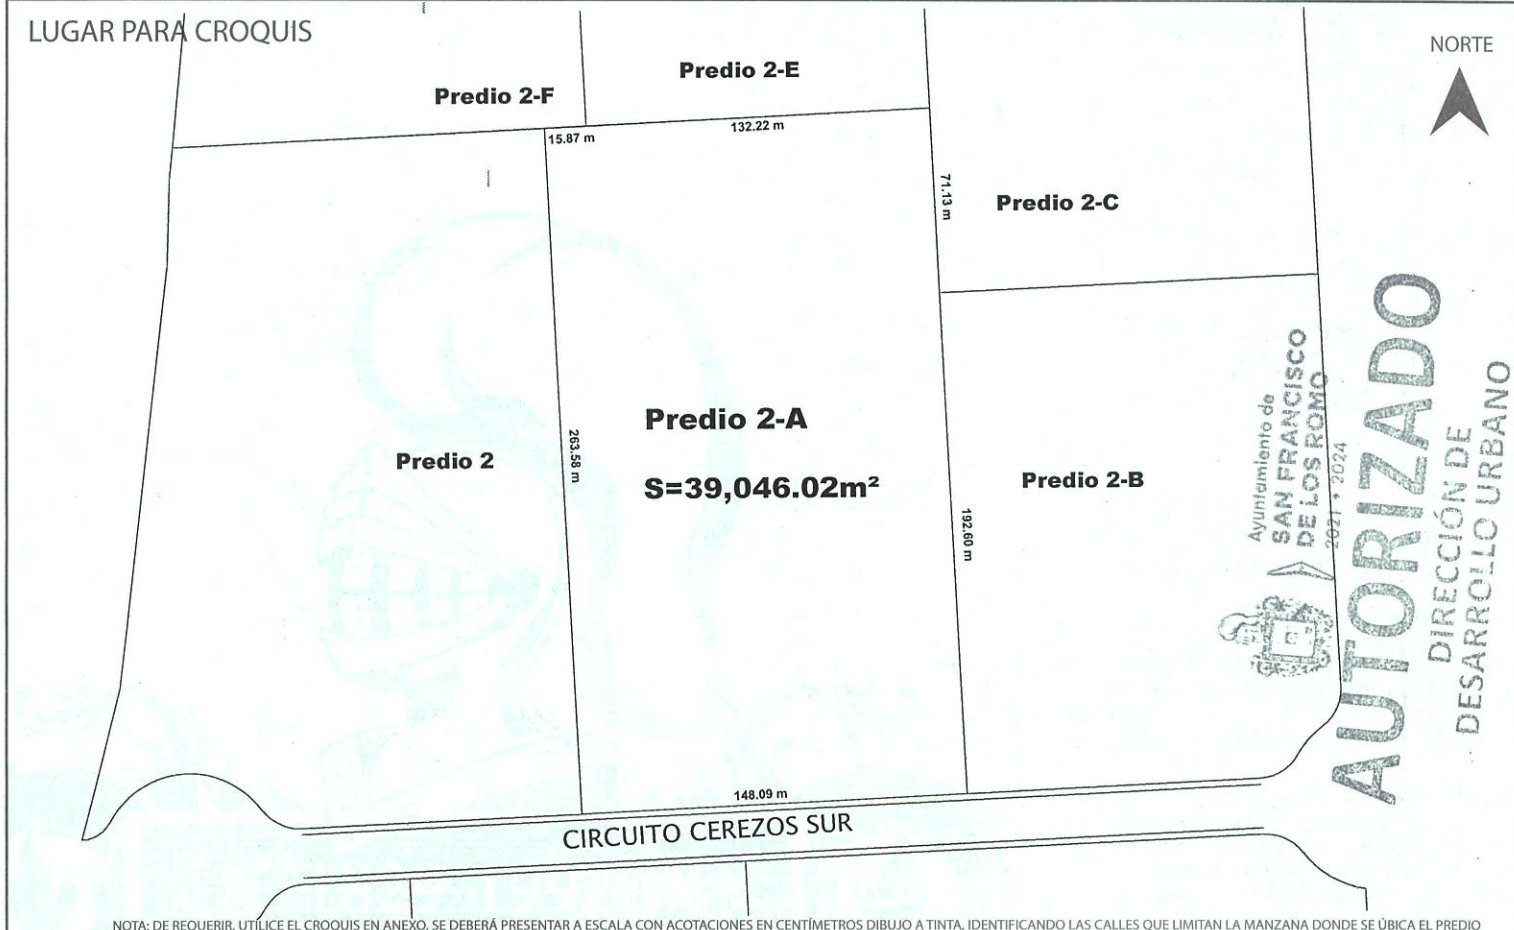 LUGAR PARA CROQUIS
NORTE
Predio 2-E
Predio 2-F
15.87 m
132.22 m
71.13 m
Predio 2-C
Predio 2-A
S=39,046.02m²
263.58 m
Predio 2
192.60 m
Predio 2-B
Ayuntamiento de
SAN FRANCISCO
DE LOS ROMO
2021 * 2024
AUTORIZADO
DIRECCIÓN DE
DESARROLLO URBANO
148.09 m
CIRCUITO CEREZOS SUR
NOTA: DE REQUERIR, UTILICE EL CROQUIS EN ANEXO, SE DEBERÁ PRESENTAR A ESCALA CON ACOTACIONES EN CENTÍMETROS DIBUJO A TINTA, IDENTIFICANDO LAS CALLES QUE LIMITAN LA MANZANA DONDE SE ÚBICA EL PREDIO